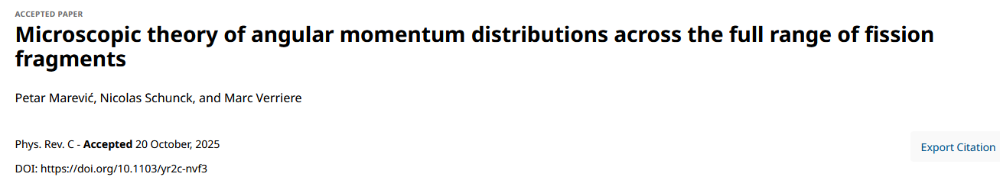 ACCEPTED PAPER
Microscopic theory of angular momentum distributions across the full range of fission
fragments
Petar Marević, Nicolas Schunck, and Marc Verriere
Phys. Rev. C - Accepted 20 October, 2025
Export Citation
DOI: https://doi.org/10.1103/yr2c-nvf3